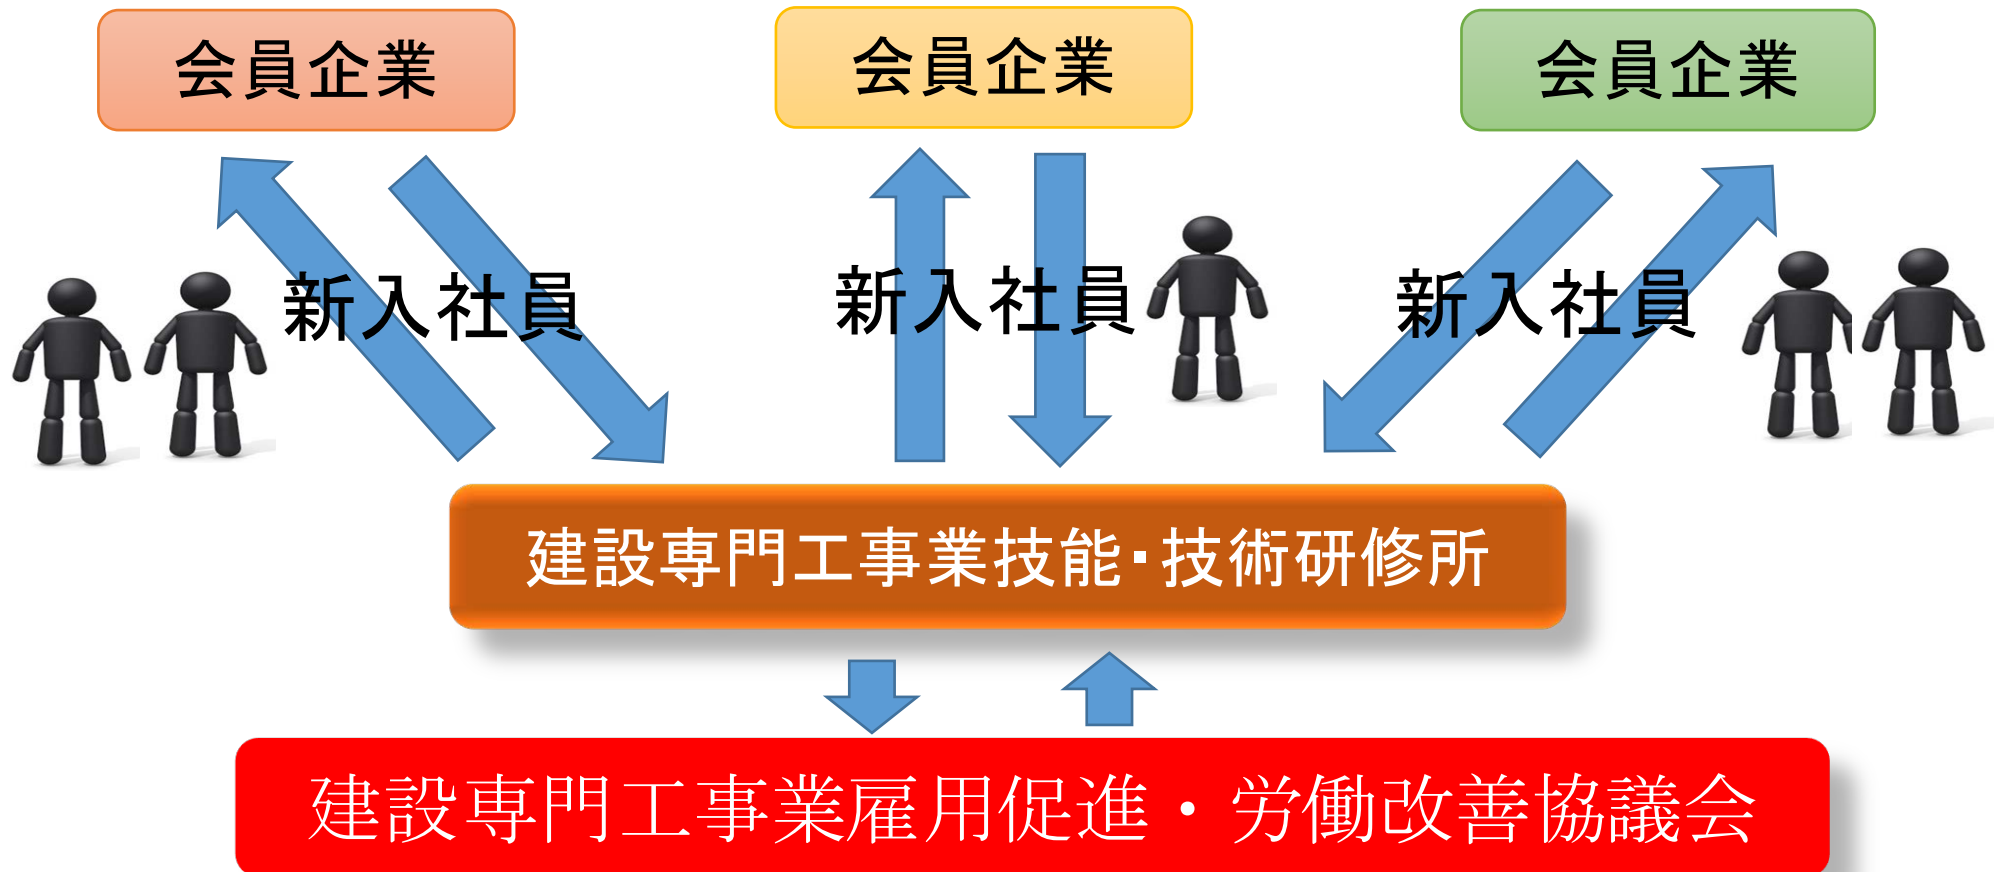 会員企業
会員企業
会員企業
新入社員
新入社員
新入社員
建設専門工事業技能・技術研修所
建設専門工事業雇用促進・労働改善協議会